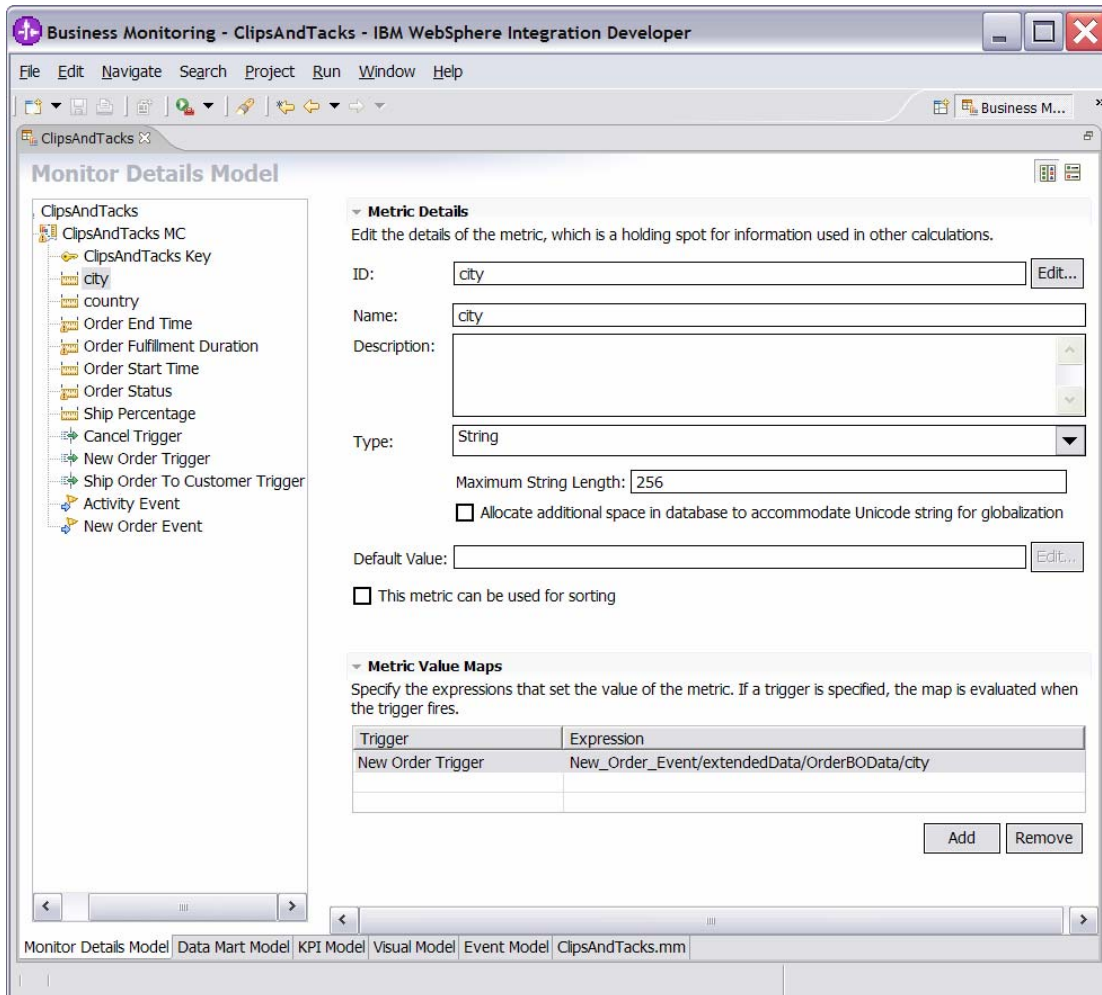 Business Monitoring - ClipsAndTacks - IBM WebSphere Integration Developer
File Edit Navigate Search Project Run Window Help
Business M... »
ClipsAndTacks
Monitor Details Model
ClipsAndTacks
ClipsAndTacks MC
ClipsAndTacks Key
city
country
Order End Time
Order Fulfillment Duration
Order Start Time
Order Status
Ship Percentage
Cancel Trigger
New Order Trigger
Ship Order To Customer Trigger
Activity Event
New Order Event
Metric Details
Edit the details of the metric, which is a holding spot for information used in other calculations.
ID: city Edit...
Name: city
Description:
Type: String
Maximum String Length: 256
Allocate additional space in database to accommodate Unicode string for globalization
Default Value: Edit...
This metric can be used for sorting
Metric Value Maps
Specify the expressions that set the value of the metric. If a trigger is specified, the map is evaluated when
the trigger fires.
Trigger Expression
New Order Trigger New_Order_Event/extendedData/OrderBOData/city
Add Remove
Monitor Details Model Data Mart Model KPI Model Visual Model Event Model ClipsAndTacks.mm